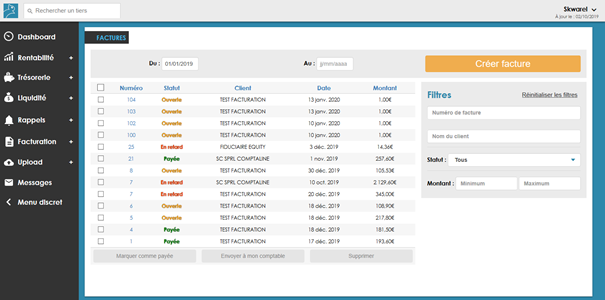 Rechercher un tiers
Skwarel
À jour le : 02/10/2019
Dashboard
Rentabilité +
Trésorerie +
Liquidité +
Rappels +
Facturation +
Upload +
Messages
Menu discret
FACTURES
Du : 01/01/2019 Au : jj/mm/aaaa
Créer facture
Numéro Statut Client Date Montant
104 Ouverte TEST FACTURATION 13 janv. 2020 1,00€
103 Ouverte TEST FACTURATION 13 janv. 2020 1,00€
102 Ouverte TEST FACTURATION 10 janv. 2020 1,00€
100 Ouverte TEST FACTURATION 10 janv. 2020 1,00€
25 En retard FIDUCIAIRE EQUITY 3 déc. 2019 14,36€
21 Payée SC SPRL COMPTALINE 1 nov. 2019 257,60€
8 Ouverte TEST FACTURATION 30 déc. 2019 105,53€
7 En retard SC SPRL COMPTALINE 10 oct. 2019 2 129,60€
7 En retard TEST FACTURATION 20 déc. 2019 345,00€
6 Ouverte TEST FACTURATION 18 déc. 2019 108,90€
5 Ouverte TEST FACTURATION 18 déc. 2019 217,80€
4 Payée TEST FACTURATION 18 déc. 2019 181,50€
1 Payée TEST FACTURATION 17 déc. 2019 193,60€
Marquer comme payée Envoyer à mon comptable Supprimer
Filtres Réinitialiser les filtres
Numéro de facture
Nom du client
Statut : Tous
Montant : Minimum Maximum